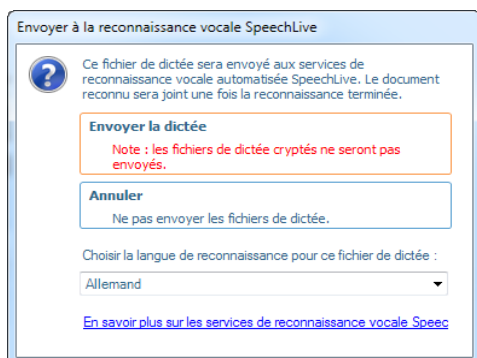 Envoyer à la reconnaissance vocale SpeechLive
Ce fichier de dictée sera envoyé aux services de
reconnaissance vocale automatisée SpeechLive. Le document
reconnu sera joint une fois la reconnaissance terminée.
Envoyer la dictée
Note : les fichiers de dictée cryptés ne seront pas
envoyés.
Annuler
Ne pas envoyer les fichiers de dictée.
Choisir la langue de reconnaissance pour ce fichier de dictée :
Allemand
En savoir plus sur les services de reconnaissance vocale Speec